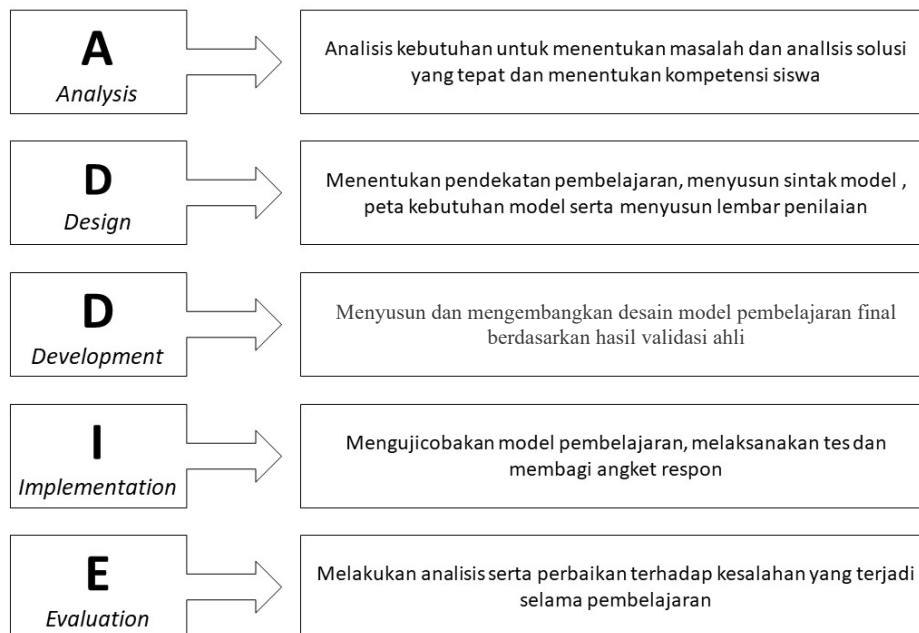 A
Analysis
Analisis kebutuhan untuk menentukan masalah dan analIsis solusi
yang tepat dan menentukan kompetensi siswa
D
Design
Menentukan pendekatan pembelajaran, menyusun sintak model ,
peta kebutuhan model serta menyusun lembar penilaian
D
Development
Menyusun dan mengembangkan desain model pembelajaran final
berdasarkan hasil validasi ahli
I
Implementation
Mengujicobakan model pembelajaran, melaksanakan tes dan
membagi angket respon
E
Evaluation
Melakukan analisis serta perbaikan terhadap kesalahan yang terjadi
selama pembelajaran